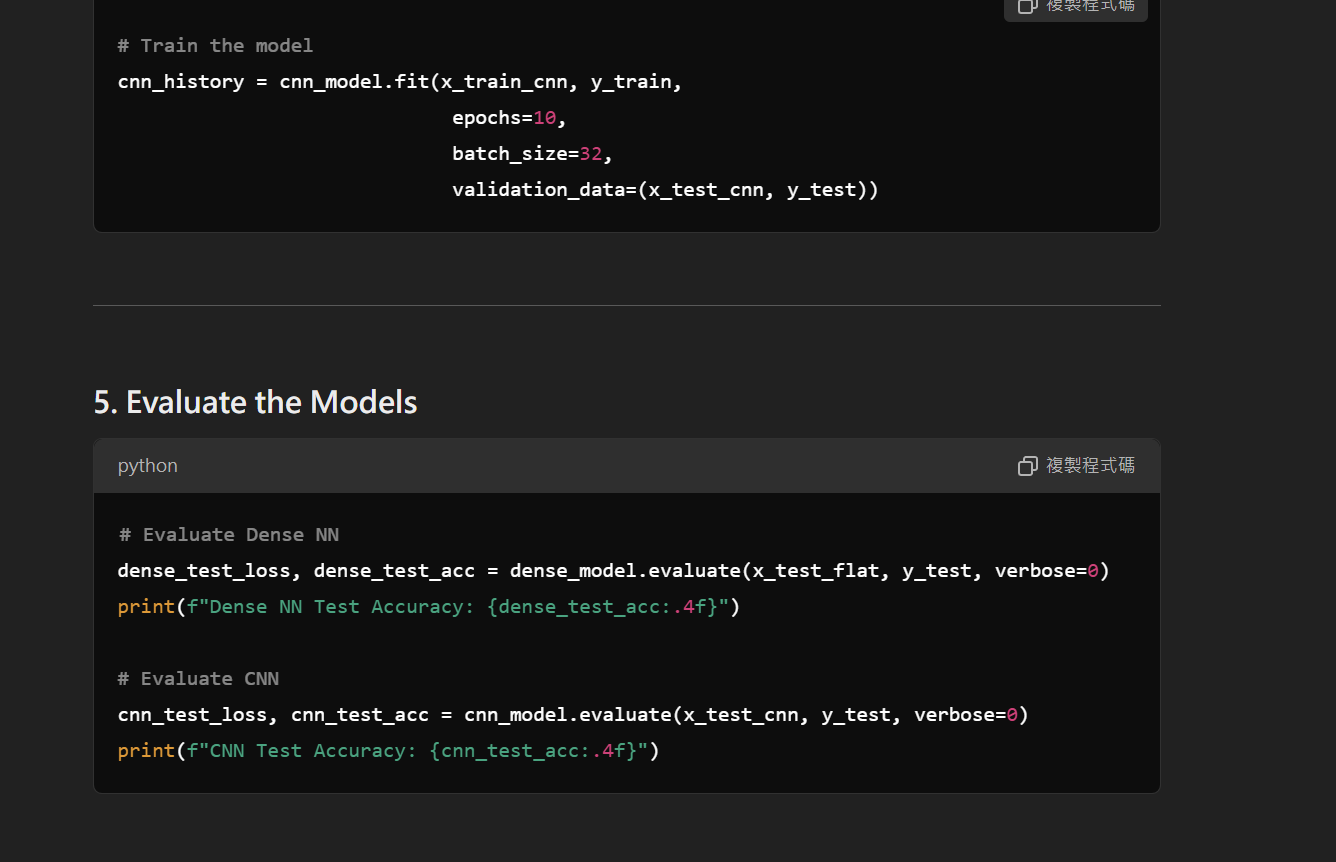 複製程式碼
# Train the model
cnn_history = cnn_model.fit(x_train_cnn, y_train,
                            epochs=10,
                            batch_size=32,
                            validation_data=(x_test_cnn, y_test))
5. Evaluate the Models
python
複製程式碼
# Evaluate Dense NN
dense_test_loss, dense_test_acc = dense_model.evaluate(x_test_flat, y_test, verbose=0)
print(f"Dense NN Test Accuracy: {dense_test_acc:.4f}")
# Evaluate CNN
cnn_test_loss, cnn_test_acc = cnn_model.evaluate(x_test_cnn, y_test, verbose=0)
print(f"CNN Test Accuracy: {cnn_test_acc:.4f}")